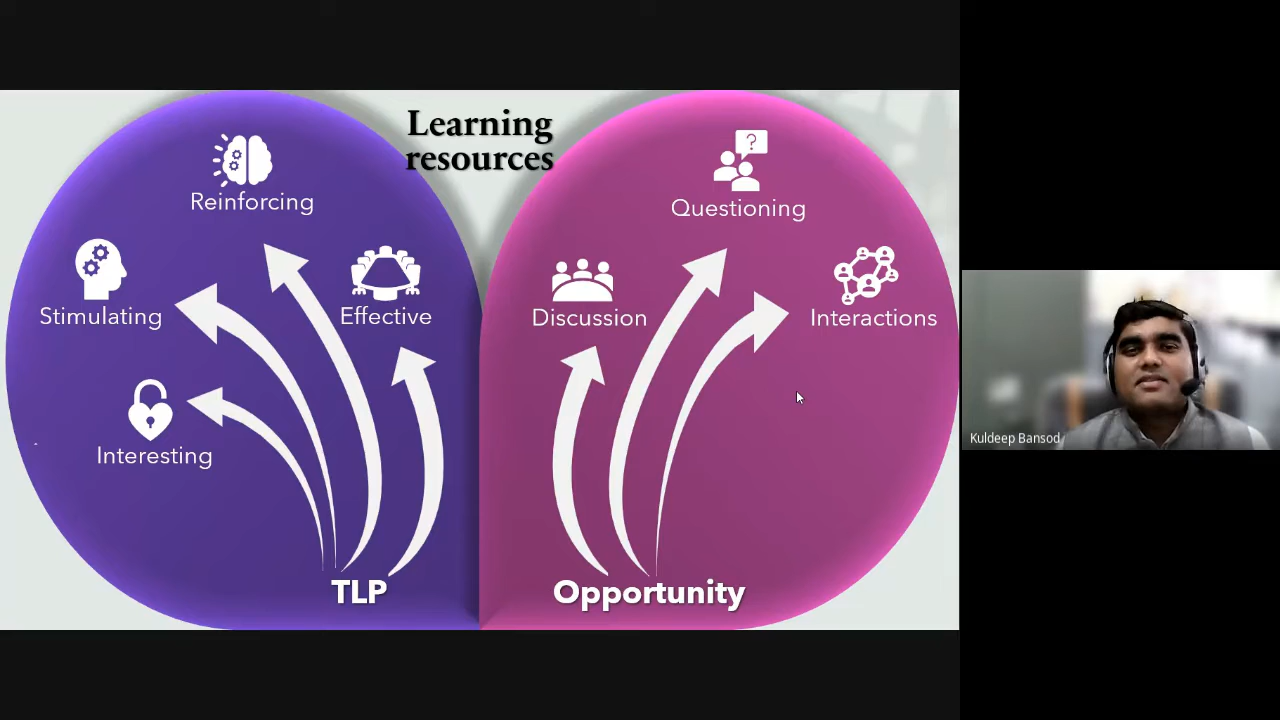 Learning
resources
Reinforcing
Stimulating
Effective
Interesting
TLP
?
Questioning
Discussion
Interactions
Opportunity
Kuldeep Bansod